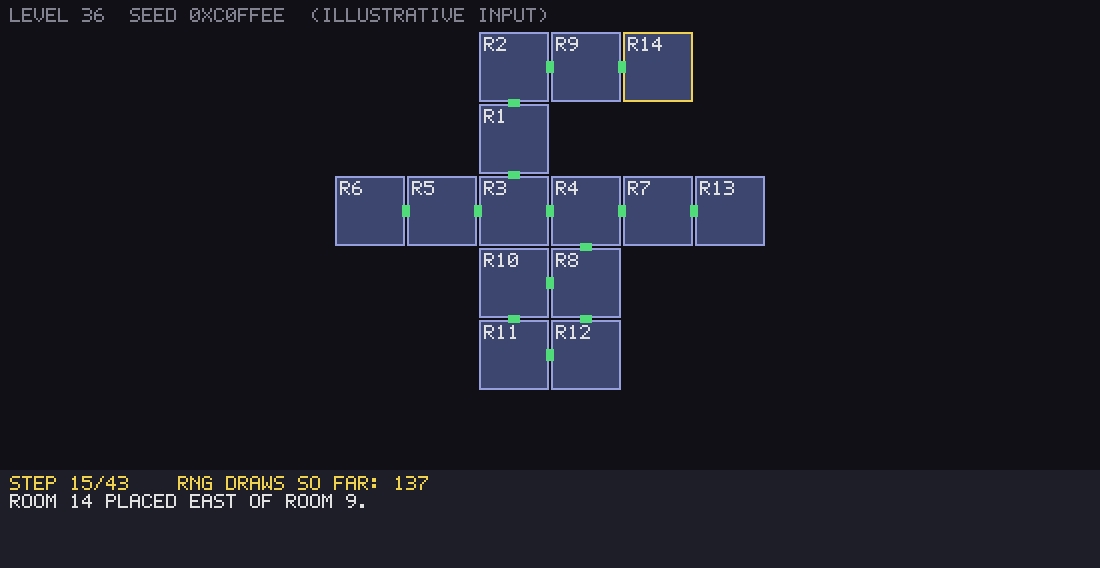 LEVEL 36  SEED 0XC0FFEE  (ILLUSTRATIVE INPUT)
R2 R9 R14
R1
R6 R5 R3 R4 R7 R13
R10 R8
R11 R12
STEP 15/43    RNG DRAWS SO FAR: 137
ROOM 14 PLACED EAST OF ROOM 9.